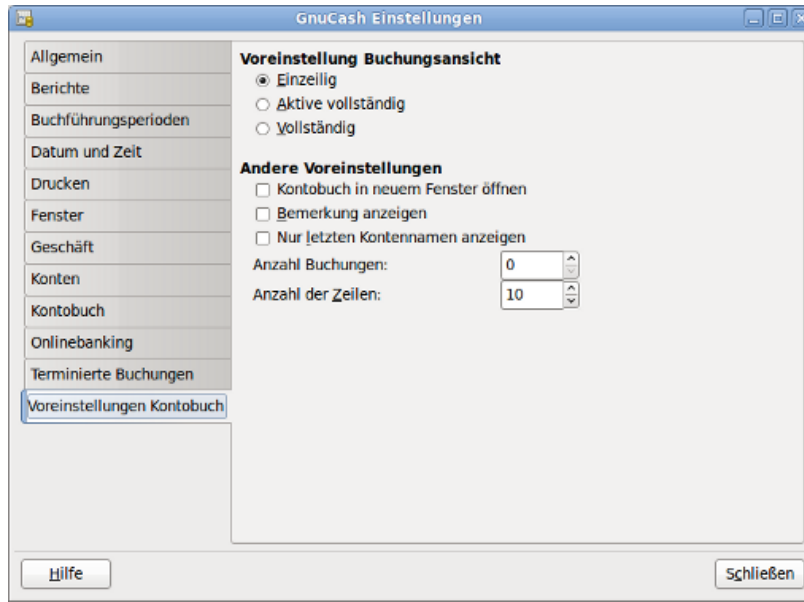 GnuCash Einstellungen
Allgemein
Berichte
Buchführungsperioden
Datum und Zeit
Drucken
Fenster
Geschäft
Konten
Kontobuch
Onlinebanking
Terminierte Buchungen
Voreinstellungen Kontobuch
Voreinstellung Buchungsansicht
Einzeilig
Aktive vollständig
Vollständig
Andere Voreinstellungen
Kontobuch in neuem Fenster öffnen
Bemerkung anzeigen
Nur letzten Kontennamen anzeigen
Anzahl Buchungen: 0
Anzahl der Zeilen: 10
Hilfe
Schließen